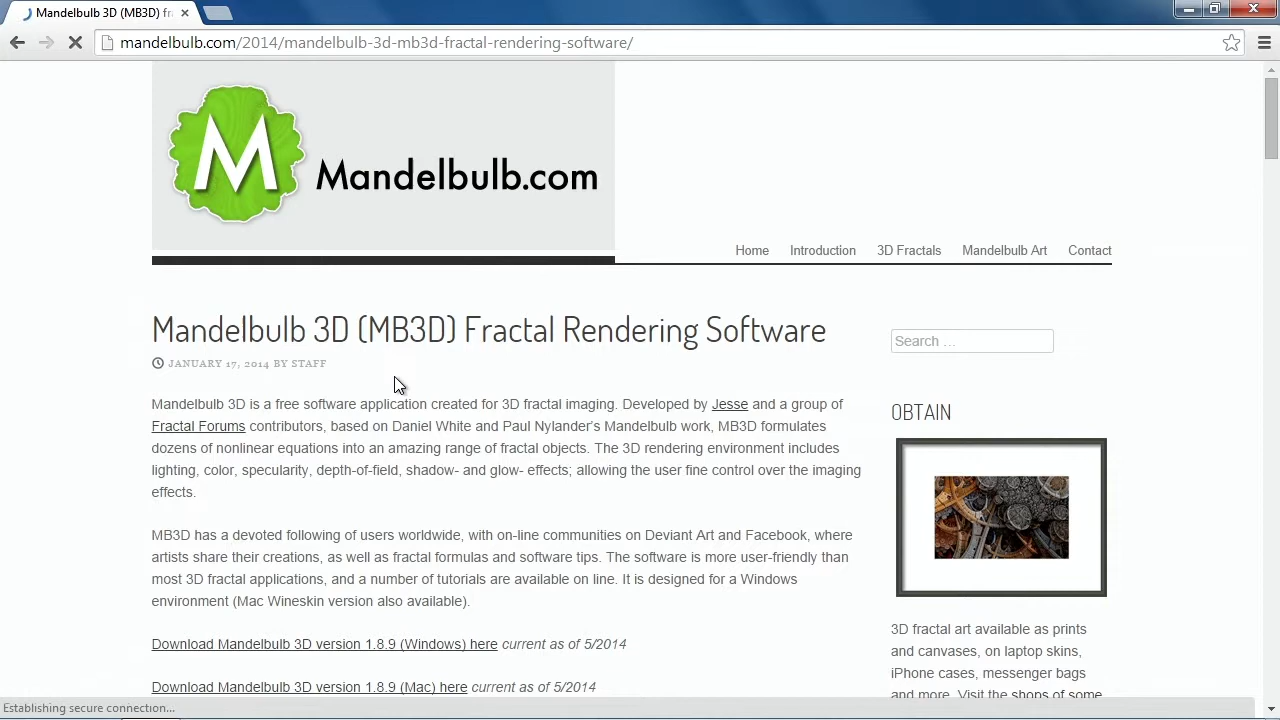 Mandelbulb 3D (MB3D) fr
mandelbulb.com/2014/mandelbulb-3d-mb3d-fractal-rendering-software/
M
Mandelbulb.com
Home Introduction 3D Fractals Mandelbulb Art Contact
Mandelbulb 3D (MB3D) Fractal Rendering Software
JANUARY 17, 2014 BY STAFF
Mandelbulb 3D is a free software application created for 3D fractal imaging. Developed by Jesse and a group of
Fractal Forums contributors, based on Daniel White and Paul Nylander's Mandelbulb work, MB3D formulates
dozens of nonlinear equations into an amazing range of fractal objects. The 3D rendering environment includes
lighting, color, specularity, depth-of-field, shadow- and glow- effects; allowing the user fine control over the imaging
effects.
MB3D has a devoted following of users worldwide, with on-line communities on Deviant Art and Facebook, where
artists share their creations, as well as fractal formulas and software tips. The software is more user-friendly than
most 3D fractal applications, and a number of tutorials are available on line. It is designed for a Windows
environment (Mac Wineskin version also available).
Download Mandelbulb 3D version 1.8.9 (Windows) here current as of 5/2014
Download Mandelbulb 3D version 1.8.9 (Mac) here current as of 5/2014
Search …
OBTAIN
3D fractal art available as prints
and canvases, on laptop skins,
iPhone cases, messenger bags
and more. Visit the shops of some
Establishing secure connection...